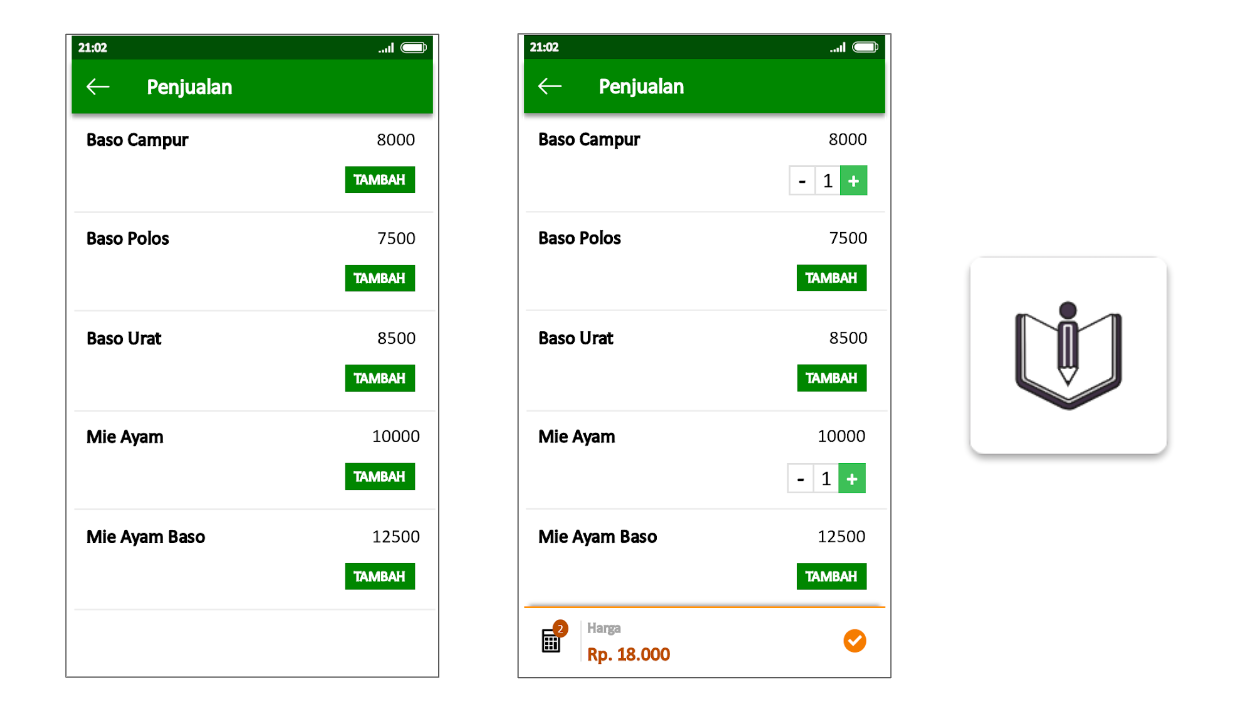 21:02
Penjualan
Baso Campur 8000
TAMBAH
Baso Polos 7500
TAMBAH
Baso Urat 8500
TAMBAH
Mie Ayam 10000
TAMBAH
Mie Ayam Baso 12500
TAMBAH
21:02
Penjualan
Baso Campur 8000
- 1 +
Baso Polos 7500
TAMBAH
Baso Urat 8500
TAMBAH
Mie Ayam 10000
- 1 +
Mie Ayam Baso 12500
TAMBAH
2 Harga
Rp. 18.000